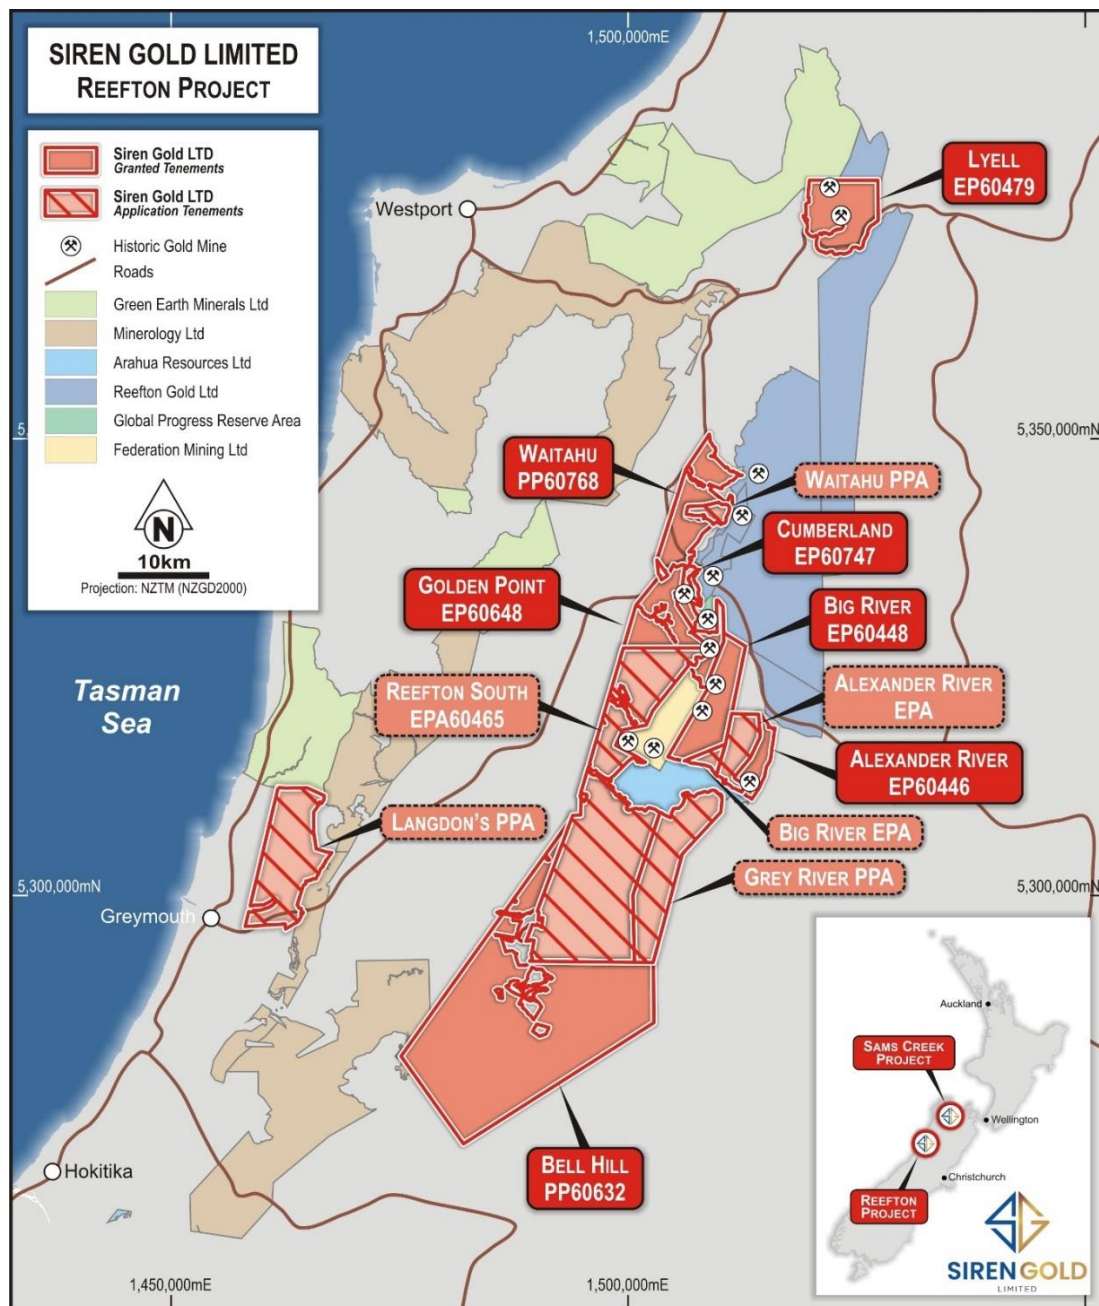 SIREN GOLD LIMITED
REEFTON PROJECT
1,500,000mE
Siren Gold LTD
Granted Tenements
Siren Gold LTD
Application Tenements
Historic Gold Mine
Roads
Green Earth Minerals Ltd
Minerology Ltd
Arahua Resources Ltd
Reefton Gold Ltd
Global Progress Reserve Area
Federation Mining Ltd
N
10km
Projection: NZTM (NZGD2000)
Westport
LYELL
EP60479
5,350,000mN
WAITAHU
PP60768
WAITAHU PPA
CUMBERLAND
EP60747
GOLDEN POINT
EP60648
BIG RIVER
EP60448
REEFTON SOUTH
EPA60465
ALEXANDER RIVER
EPA
Tasman
Sea
ALEXANDER RIVER
EP60446
LANGDON'S PPA
BIG RIVER EPA
GREY RIVER PPA
5,300,000mN
5,300,000mN
Greymouth
Hokitika
BELL HILL
PP60632
1,450,000mE
1,500,000mE
Auckland
SAMS CREEK
PROJECT
Wellington
Christchurch
REEFTON
PROJECT
SIREN GOLD
LIMITED